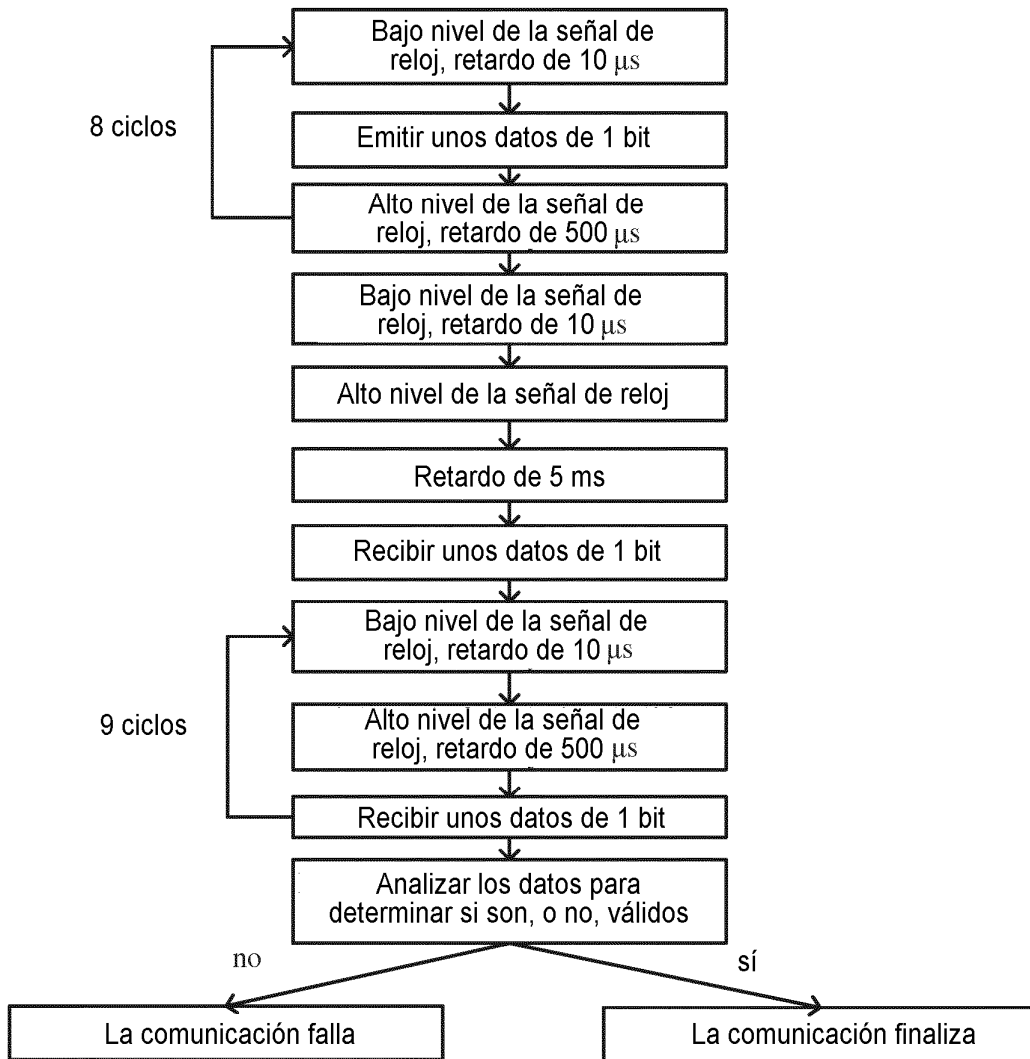 Bajo nivel de la señal de
reloj, retardo de 10 μs
8 ciclos
Emitir unos datos de 1 bit
Alto nivel de la señal de
reloj, retardo de 500 μs
Bajo nivel de la señal de
reloj, retardo de 10 μs
Alto nivel de la señal de reloj
Retardo de 5 ms
Recibir unos datos de 1 bit
Bajo nivel de la señal de
reloj, retardo de 10 μs
9 ciclos
Alto nivel de la señal de
reloj, retardo de 500 μs
Recibir unos datos de 1 bit
Analizar los datos para
determinar si son, o no, válidos
no
sí
La comunicación falla
La comunicación finaliza